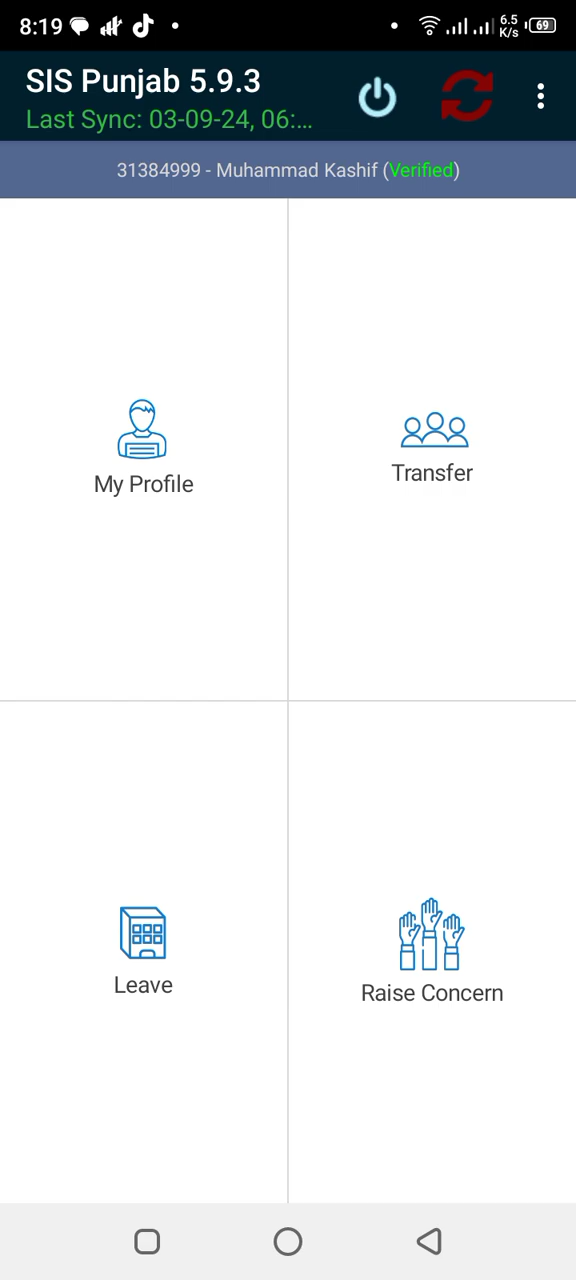 8:19
6.5
K/s
69
SIS Punjab 5.9.3
Last Sync: 03-09-24, 06:...
31384999 - Muhammad Kashif (Verified)
My Profile
Transfer
Leave
Raise Concern